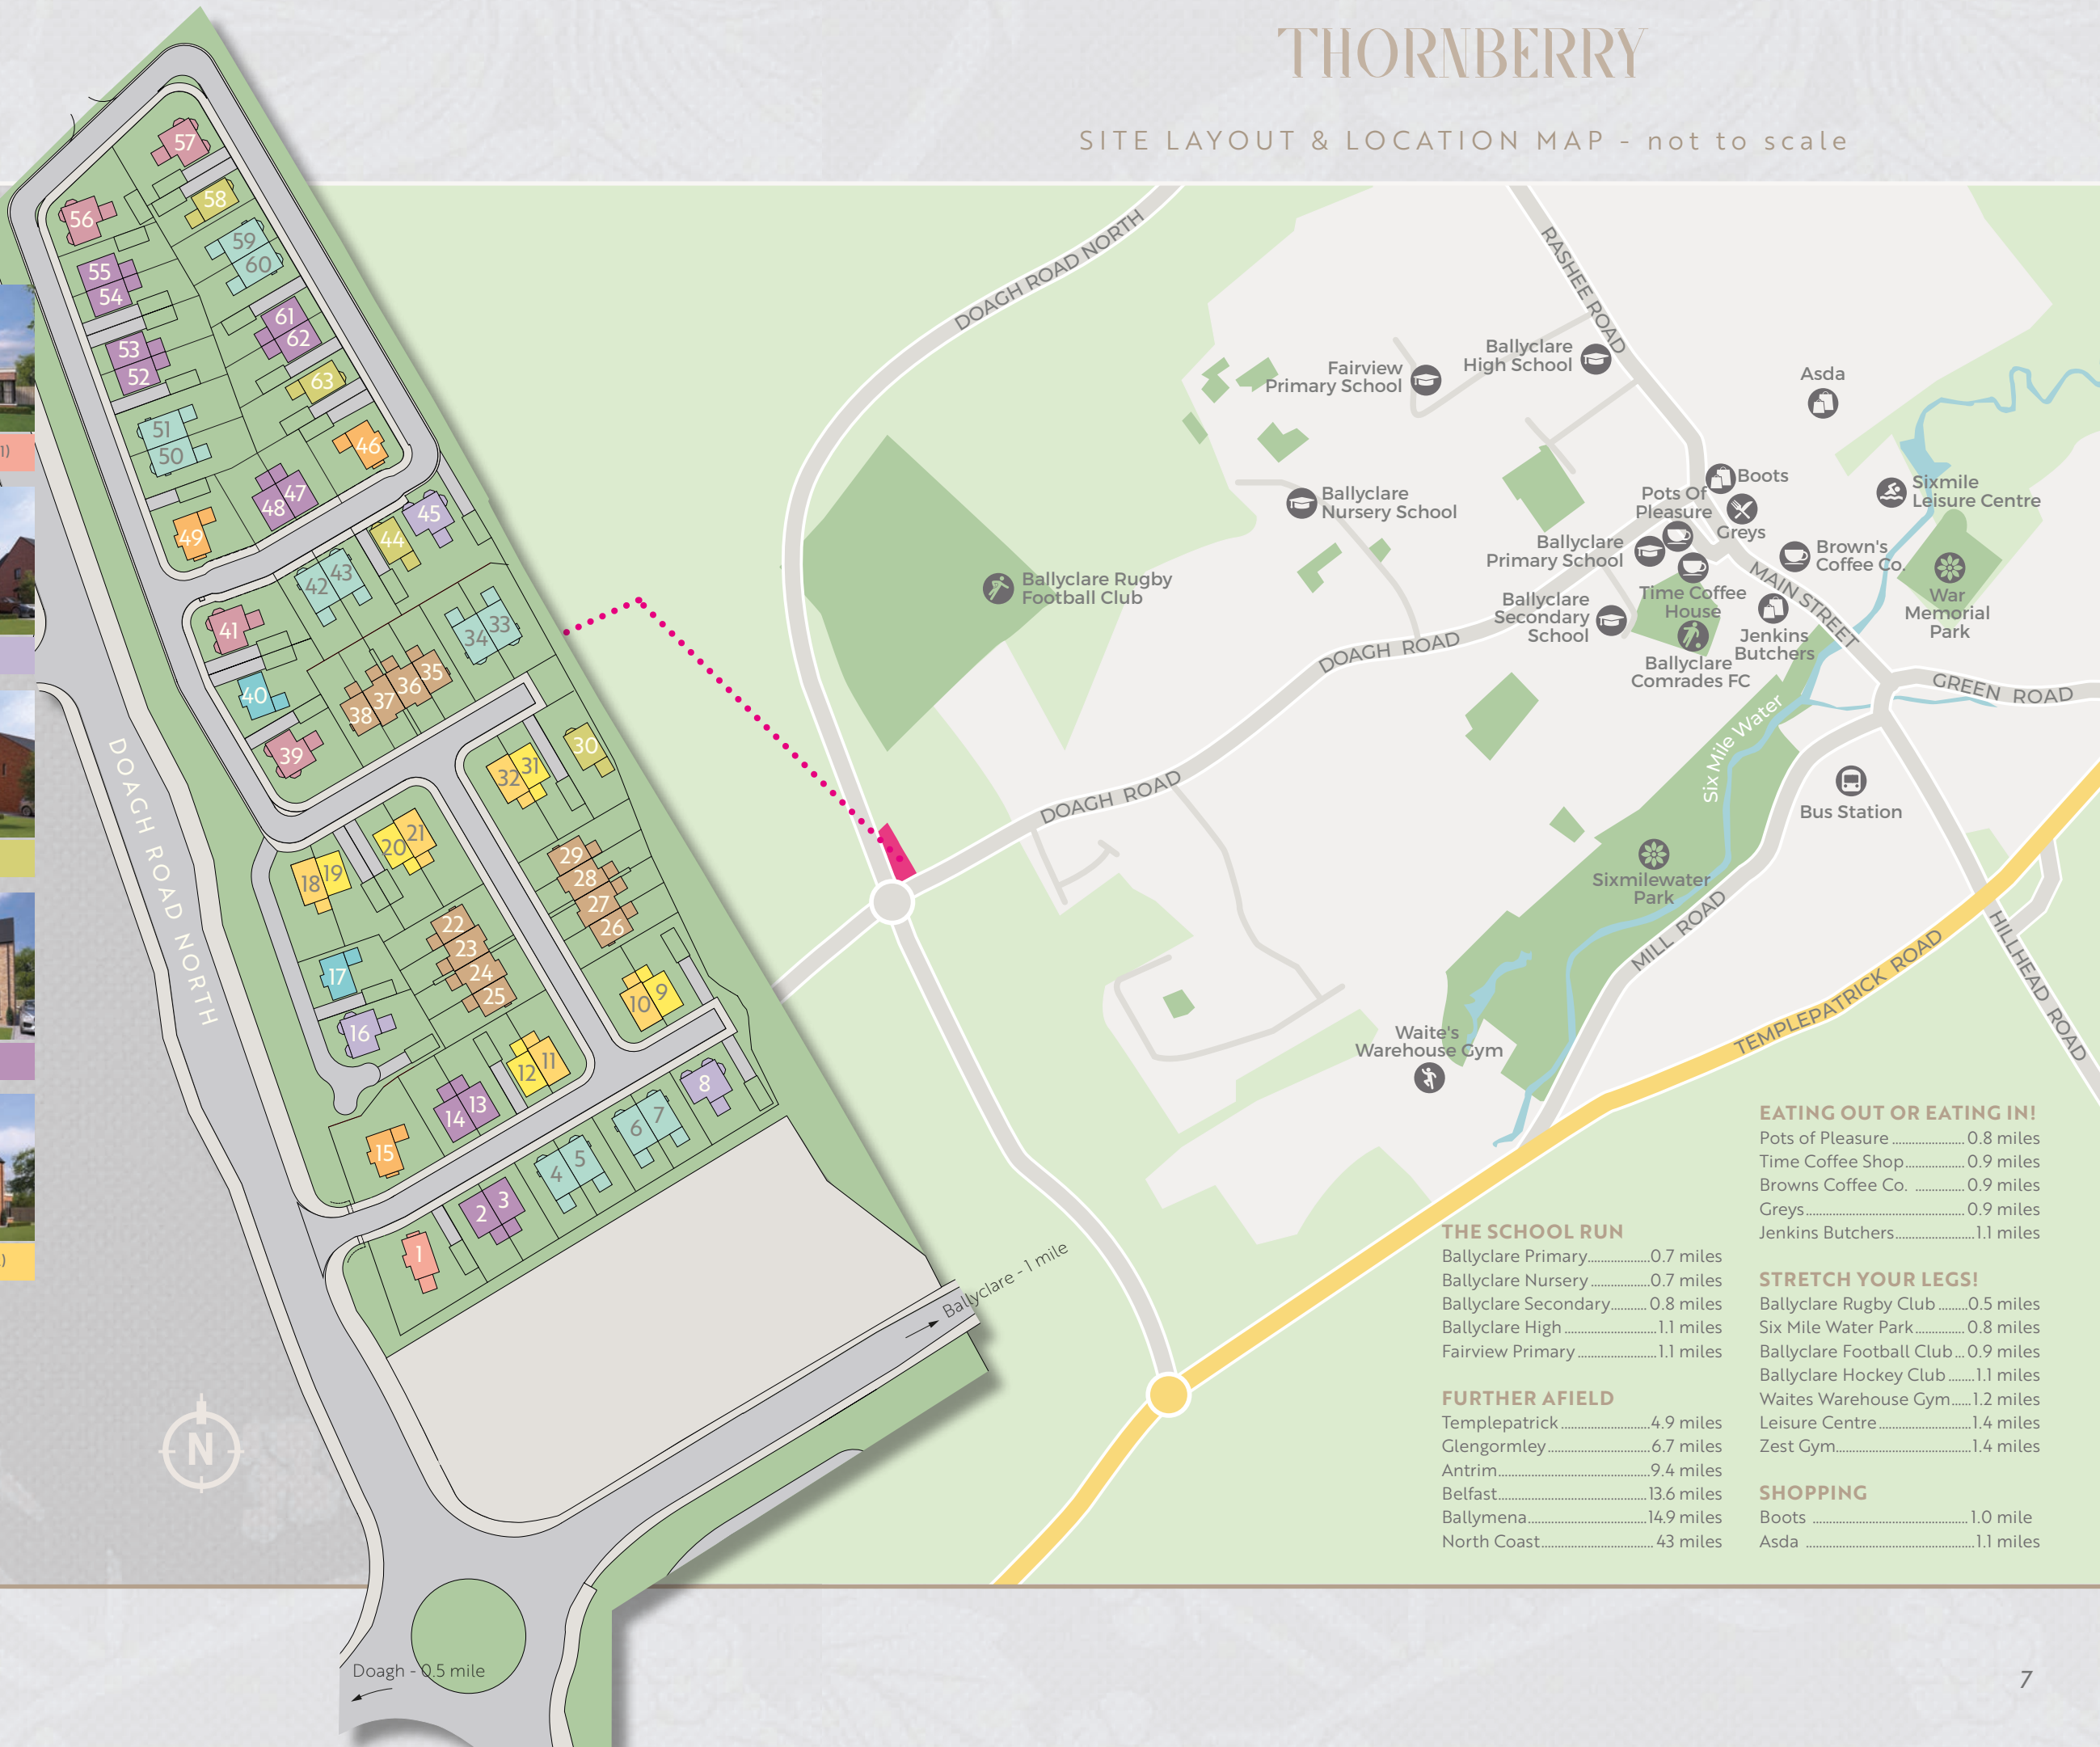 THORNBERRY
SITE LAYOUT & LOCATION MAP - not to scale
57
58
56
59
60
55
54
61
62
53
52
63
51
50
46
47
48
49
45
44
43
42
41
33
34
40
35
36
37
38
39
30
31
32
21
20
19
18
29
28
27
26
22
23
24
25
17
16
10
9
11
12
13
14
15
8
7
6
5
4
3
2
1
1)
)
DOAGH ROAD NORTH
N
Ballyclare - 1 mile
Doagh - 0.5 mile
DOAGH ROAD NORTH
RASHEE ROAD
Ballyclare
High School
Fairview
Primary School
Asda
Ballyclare
Nursery School
Boots
Pots Of
Pleasure
Greys
Sixmile
Leisure Centre
Ballyclare
Primary School
Brown's
Coffee Co.
MAIN STREET
Ballyclare Rugby
Football Club
Time Coffee
House
War
Memorial
Park
Ballyclare
Secondary
School
Jenkins
Butchers
Ballyclare
Comrades FC
DOAGH ROAD
DOAGH ROAD
GREEN ROAD
Six Mile Water
Bus Station
Sixmilewater
Park
MILL ROAD
HILLHEAD ROAD
TEMPLEPATRICK ROAD
Waite's
Warehouse Gym
THE SCHOOL RUN
Ballyclare Primary 0.7 miles
Ballyclare Nursery 0.7 miles
Ballyclare Secondary 0.8 miles
Ballyclare High 1.1 miles
Fairview Primary 1.1 miles
FURTHER AFIELD
Templepatrick 4.9 miles
Glengormley 6.7 miles
Antrim 9.4 miles
Belfast 13.6 miles
Ballymena 14.9 miles
North Coast 43 miles
EATING OUT OR EATING IN!
Pots of Pleasure 0.8 miles
Time Coffee Shop 0.9 miles
Browns Coffee Co. 0.9 miles
Greys 0.9 miles
Jenkins Butchers 1.1 miles
STRETCH YOUR LEGS!
Ballyclare Rugby Club 0.5 miles
Six Mile Water Park 0.8 miles
Ballyclare Football Club 0.9 miles
Ballyclare Hockey Club 1.1 miles
Waites Warehouse Gym 1.2 miles
Leisure Centre 1.4 miles
Zest Gym 1.4 miles
SHOPPING
Boots 1.0 mile
Asda 1.1 miles
7